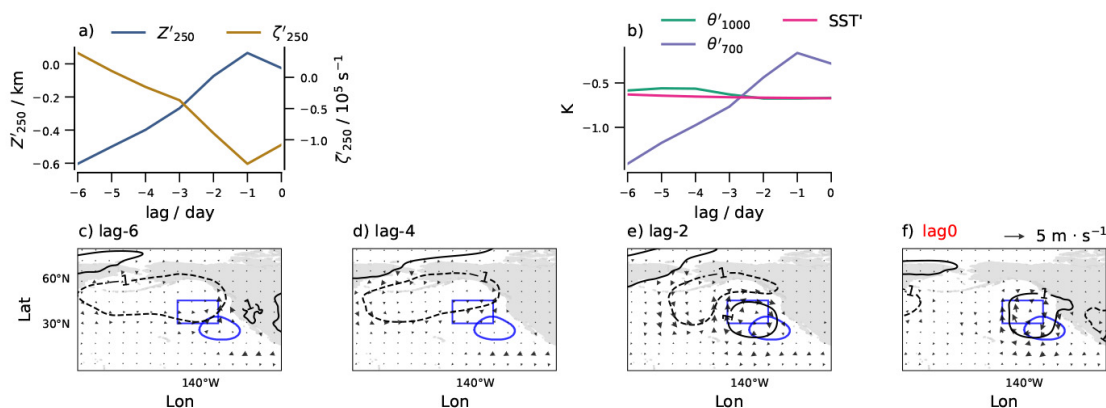 a)
Z′250
ζ′250
Z′250 / km
0.0
−0.2
−0.4
−0.6
0.0
−0.5
−1.0
ζ′250 / 10⁵ s⁻¹
−6 −5 −4 −3 −2 −1 0
lag / day
b)
θ′1000
SST'
θ′700
K
−0.5
−1.0
−6 −5 −4 −3 −2 −1 0
lag / day
c) lag-6
d) lag-4
e) lag-2
f) lag0
5 m · s⁻¹
Lat
60°N
30°N
1
1
1
1
140°W
140°W
140°W
140°W
Lon
Lon
Lon
Lon